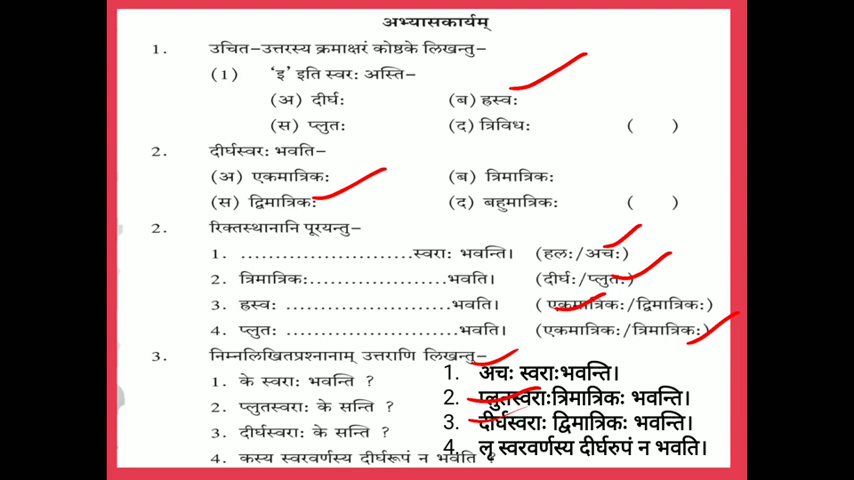 अभ्यासकार्यम्
1. उचित-उत्तरस्य क्रमाक्षरं कोष्ठके लिखन्तु-
(1) 'इ' इति स्वरः अस्ति-
(अ) दीर्घः (ब) ह्रस्वः
(स) प्लुतः (द) त्रिविधः ( )
2. दीर्घस्वरः भवति-
(अ) एकमात्रिकः (ब) त्रिमात्रिकः
(स) द्विमात्रिकः (द) बहुमात्रिकः ( )
2. रिक्तस्थानानि पूरयन्तु-
1. .........................स्वराः भवन्ति। (हलः/अचः)
2. त्रिमात्रिकः....................भवति। (दीर्घः/प्लुतः)
3. ह्रस्वः ........................भवति। ( एकमात्रिकः/द्विमात्रिकः)
4. प्लुतः .........................भवति। (एकमात्रिकः/त्रिमात्रिकः)
3. निम्नलिखितप्रश्नानाम् उत्तराणि लिखन्तु-
1. के स्वराः भवन्ति ?
2. प्लुतस्वराः के सन्ति ?
3. दीर्घस्वराः के सन्ति ?
4. कस्य स्वरवर्णस्य दीर्घरूपं न भवति ?
1. अचः स्वराःभवन्ति।
2. प्लुतस्वराःत्रिमात्रिकः भवन्ति।
3. दीर्घस्वराः द्विमात्रिकः भवन्ति।
4. लृ स्वरवर्णस्य दीर्घरुपं न भवति।